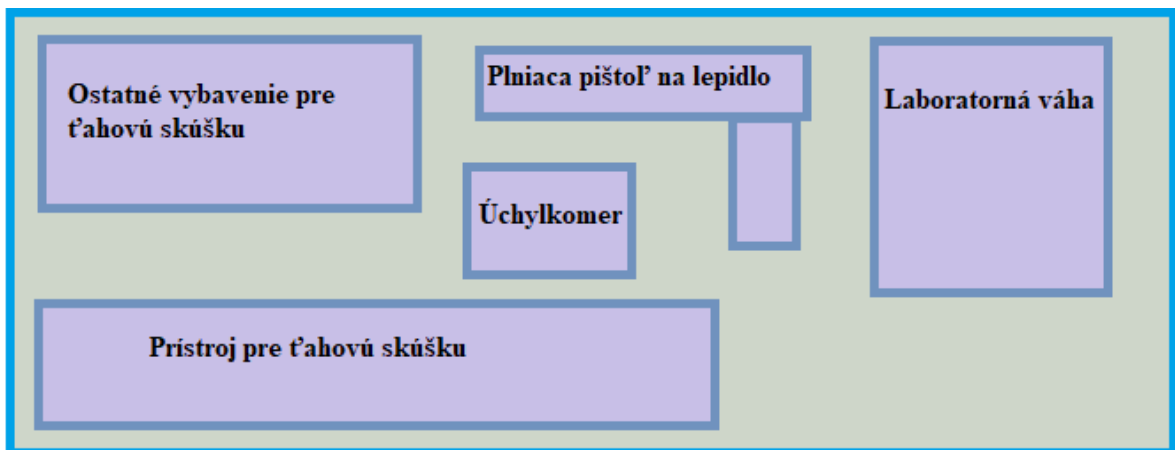 Ostatné vybavenie pre
ťahovú skúšku
Plniaca pištoľ na lepidlo
Laboratorná váha
Úchylkomer
Prístroj pre ťahovú skúšku